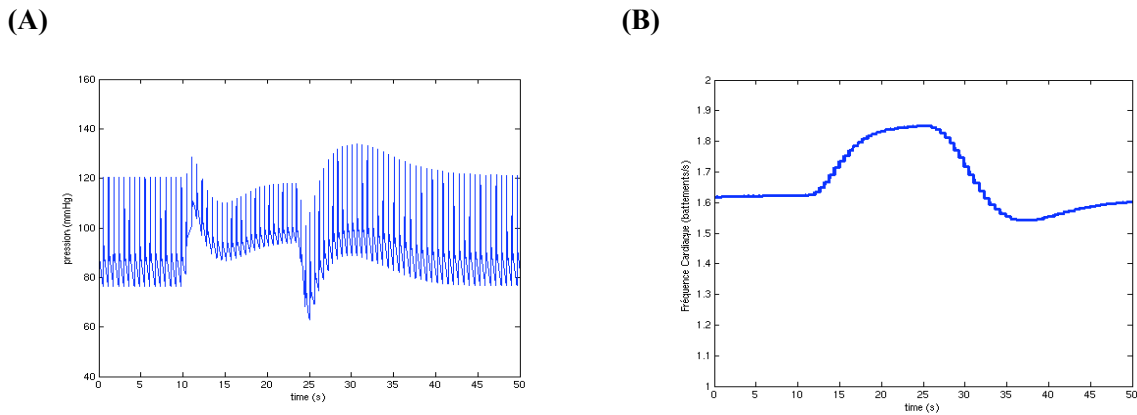 (A)
(B)
pression (mmHg)
160
140
120
100
80
60
40
0 5 10 15 20 25 30 35 40 45 50
time (s)
Fréquence Cardiaque (battements/s)
2
1.9
1.8
1.7
1.6
1.5
1.4
1.3
1.2
1.1
1
0 5 10 15 20 25 30 35 40 45 50
time (s)